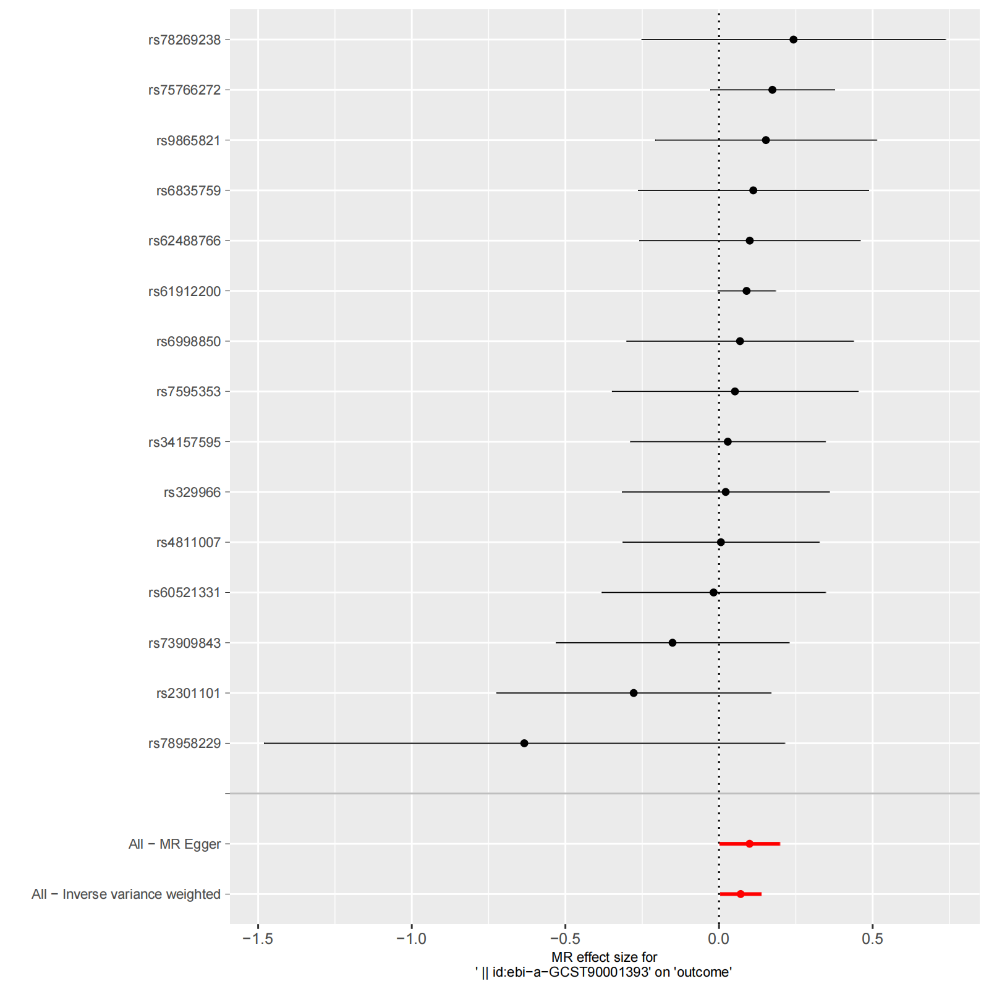 rs78269238
rs75766272
rs9865821
rs6835759
rs62488766
rs61912200
rs6998850
rs7595353
rs34157595
rs329966
rs4811007
rs60521331
rs73909843
rs2301101
rs78958229
All − MR Egger
All − Inverse variance weighted
−1.5 −1.0 −0.5 0.0 0.5
MR effect size for
' || id:ebi−a−GCST90001393' on 'outcome'